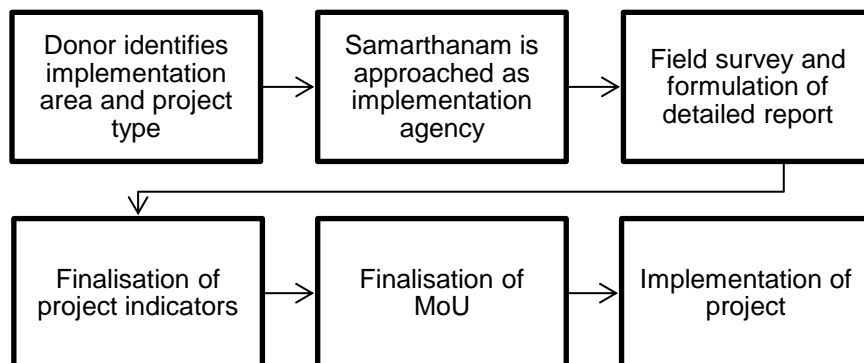 Donor identifies
implementation
area and project
type
Samarthanam is
approached as
implementation
agency
Field survey and
formulation of
detailed report
Finalisation of
project indicators
Finalisation of
MoU
Implementation of
project